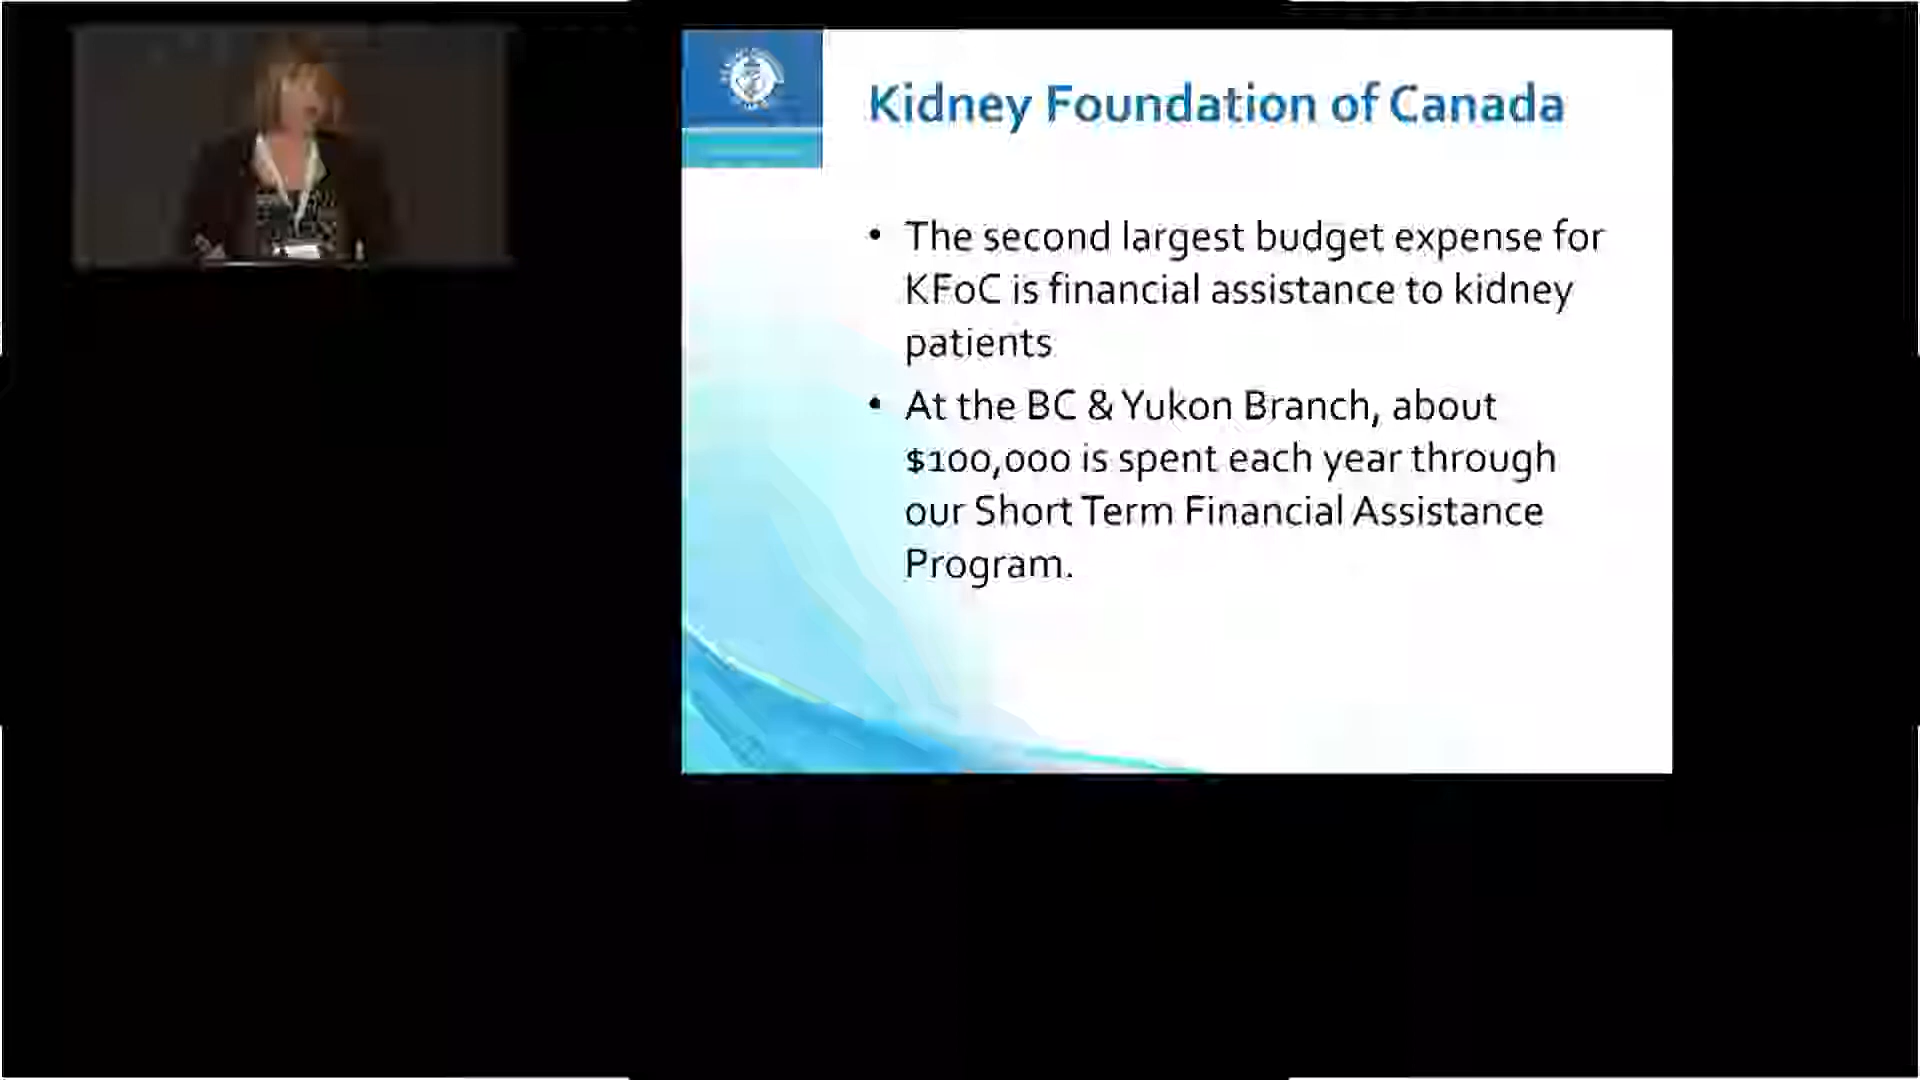 Kidney Foundation of Canada
• The second largest budget expense for
KFoC is financial assistance to kidney
patients
• At the BC & Yukon Branch, about
$100,000 is spent each year through
our Short Term Financial Assistance
Program.